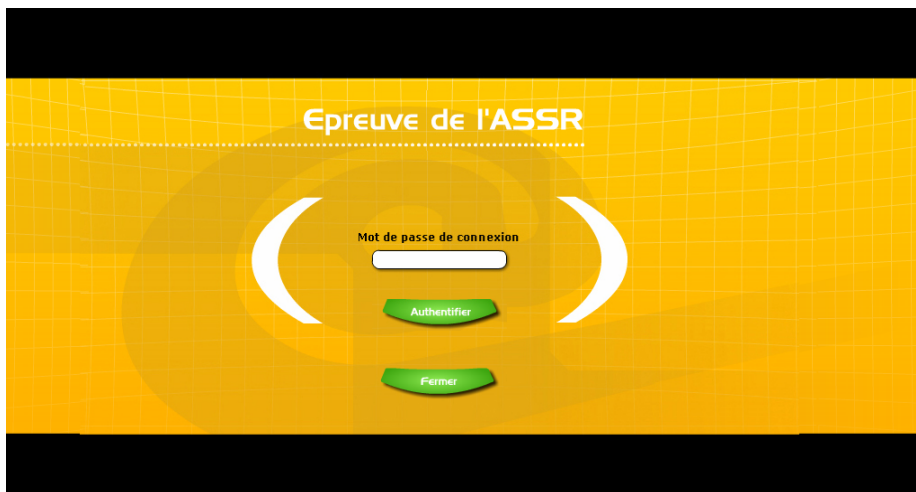 Epreuve de l'ASSR
Mot de passe de connexion
Authentifier
Fermer